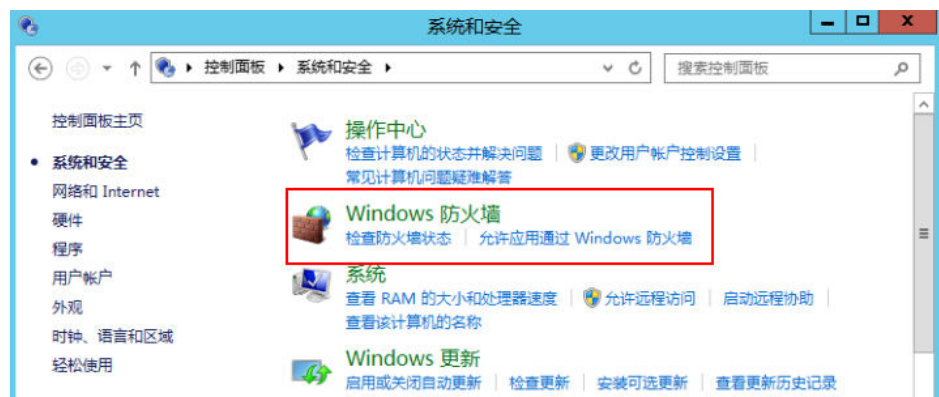 系统和安全
控制面板 系统和安全
搜索控制面板
控制面板主页
系统和安全
网络和 Internet
硬件
程序
用户帐户
外观
时钟、语言和区域
轻松使用
操作中心
检查计算机的状态并解决问题 更改用户帐户控制设置
常见计算机问题疑难解答
Windows 防火墙
检查防火墙状态 允许应用通过 Windows 防火墙
系统
查看 RAM 的大小和处理器速度 允许远程访问 启动远程协助
查看该计算机的名称
Windows 更新
启用或关闭自动更新 检查更新 安装可选更新 查看更新历史记录